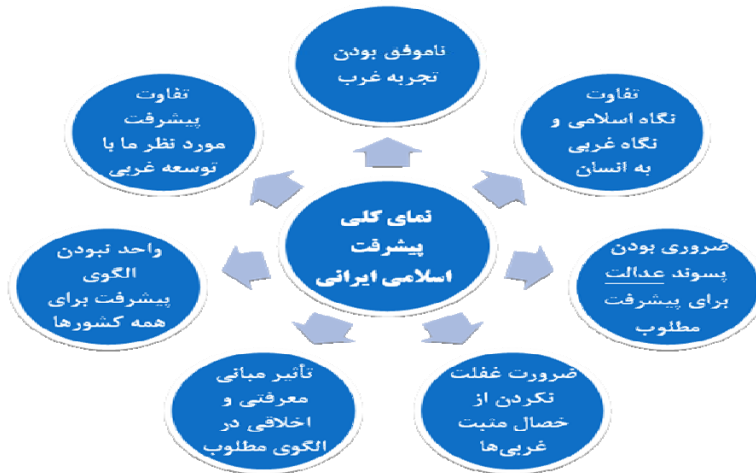 ناموفق بودن
تجربه غرب
تفاوت
نگاه اسلامی و
نگاه غربی
به انسان
ضروری بودن
پسوند عدالت
برای پیشرفت
مطلوب
ضرورت غفلت
نکردن از
خصال مثبت
غربی‌ها
تأثیر مبانی
معرفتی و
اخلاقی در
الگوی مطلوب
واحد نبودن
الگوی
پیشرفت برای
همه کشورها
تفاوت
پیشرفت
مورد نظر ما با
توسعه غربی
نمای کلی
پیشرفت
اسلامی ایرانی